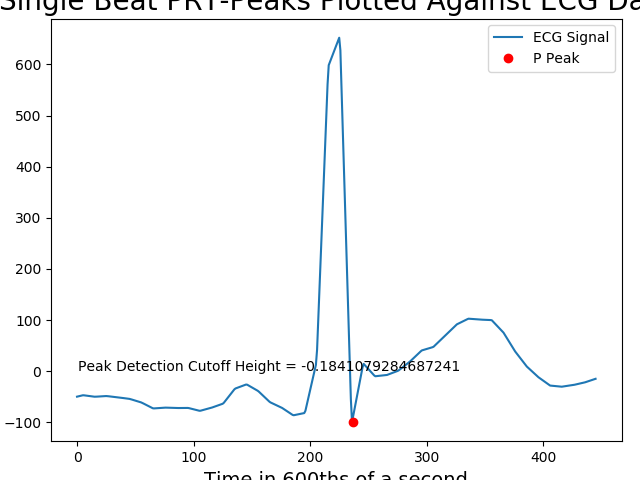 Single Beat PRT-Peaks Plotted Against ECG Da
ECG Signal
P Peak
600
500
400
300
200
100
0
−100
Peak Detection Cutoff Height = -0.1841079284687241
0 100 200 300 400
Time in 600ths of a second